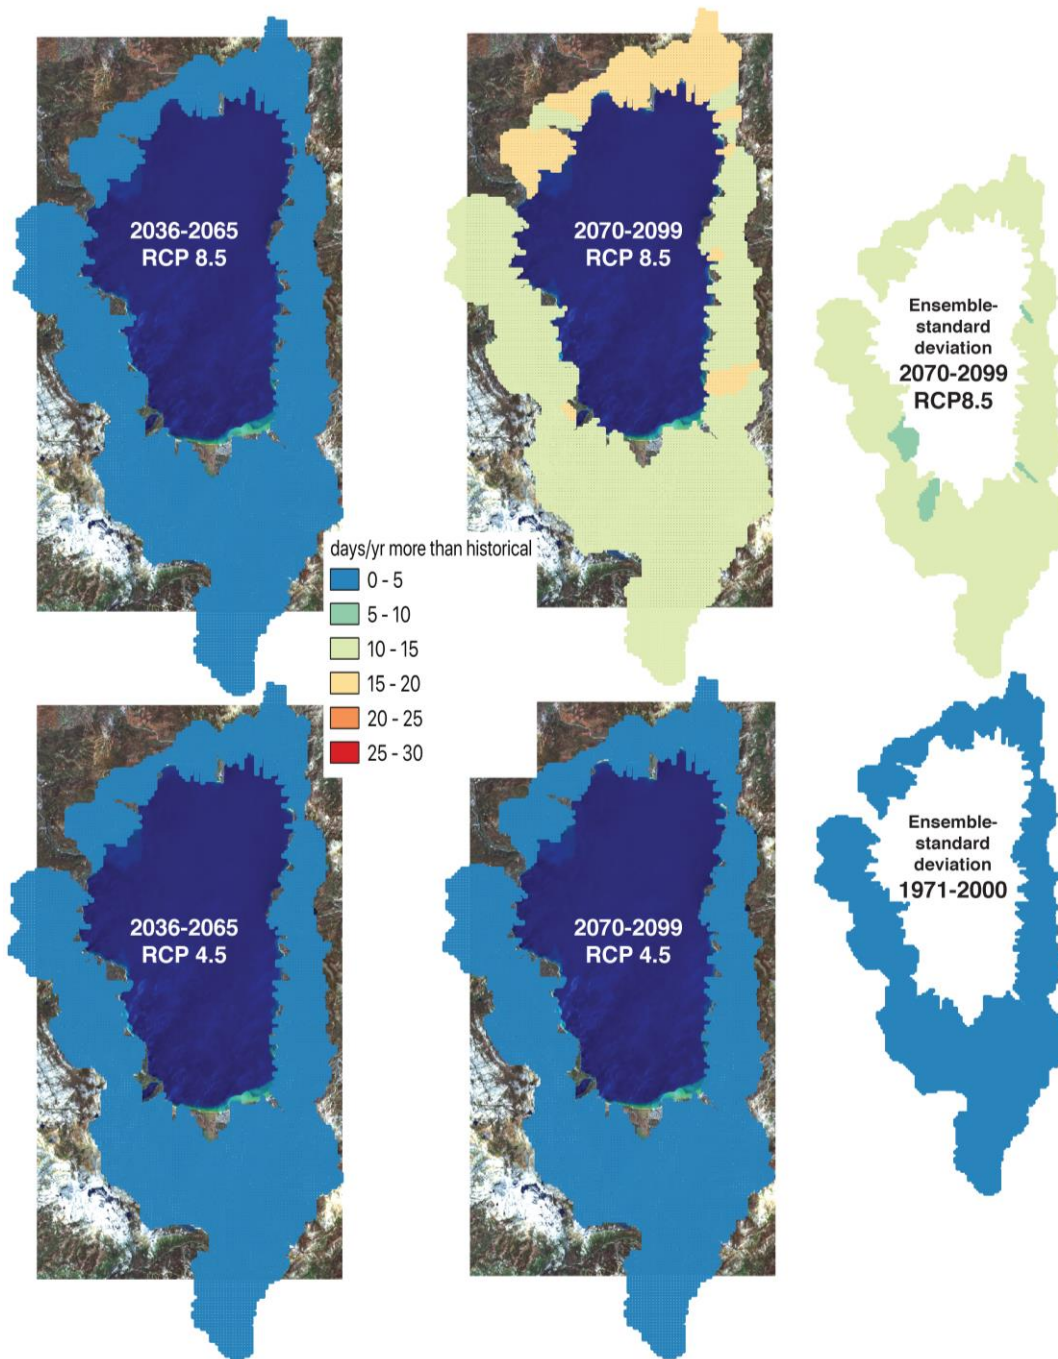 2036-2065
RCP 8.5
2070-2099
RCP 8.5
Ensemble-
standard
deviation
2070-2099
RCP8.5
days/yr more than historical
0 - 5
5 - 10
10 - 15
15 - 20
20 - 25
25 - 30
2036-2065
RCP 4.5
2070-2099
RCP 4.5
Ensemble-
standard
deviation
1971-2000